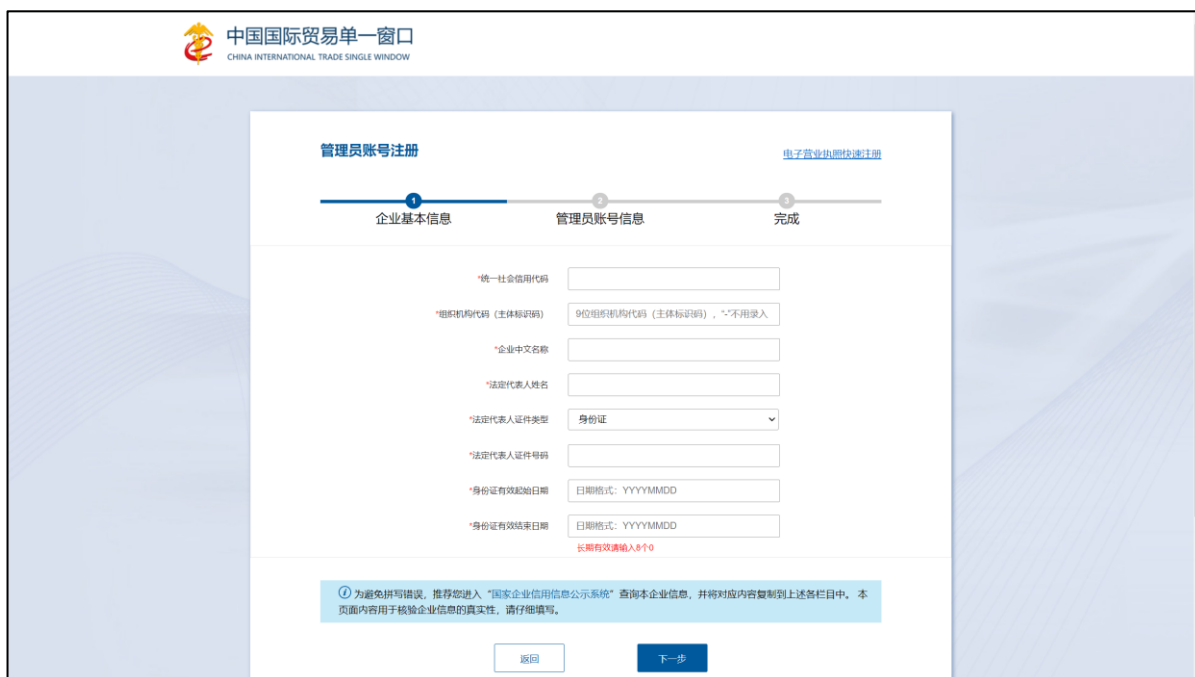 中国国际贸易单一窗口
CHINA INTERNATIONAL TRADE SINGLE WINDOW
管理员账号注册
电子营业执照快速注册
1
2
3
企业基本信息
管理员账号信息
完成
*统一社会信用代码
*组织机构代码（主体标识码）
9位组织机构代码（主体标识码），“-”不用录入
*企业中文名称
*法定代表人姓名
*法定代表人证件类型
身份证
*法定代表人证件号码
*身份证有效起始日期
日期格式：YYYYMMDD
*身份证有效结束日期
日期格式：YYYYMMDD
长期有效请输入8个0
为避免拼写错误，推荐您进入“国家企业信用信息公示系统”查询本企业信息，并将对应内容复制到上述各栏目中。 本
页面内容用于核验企业信息的真实性，请仔细填写。
返回
下一步